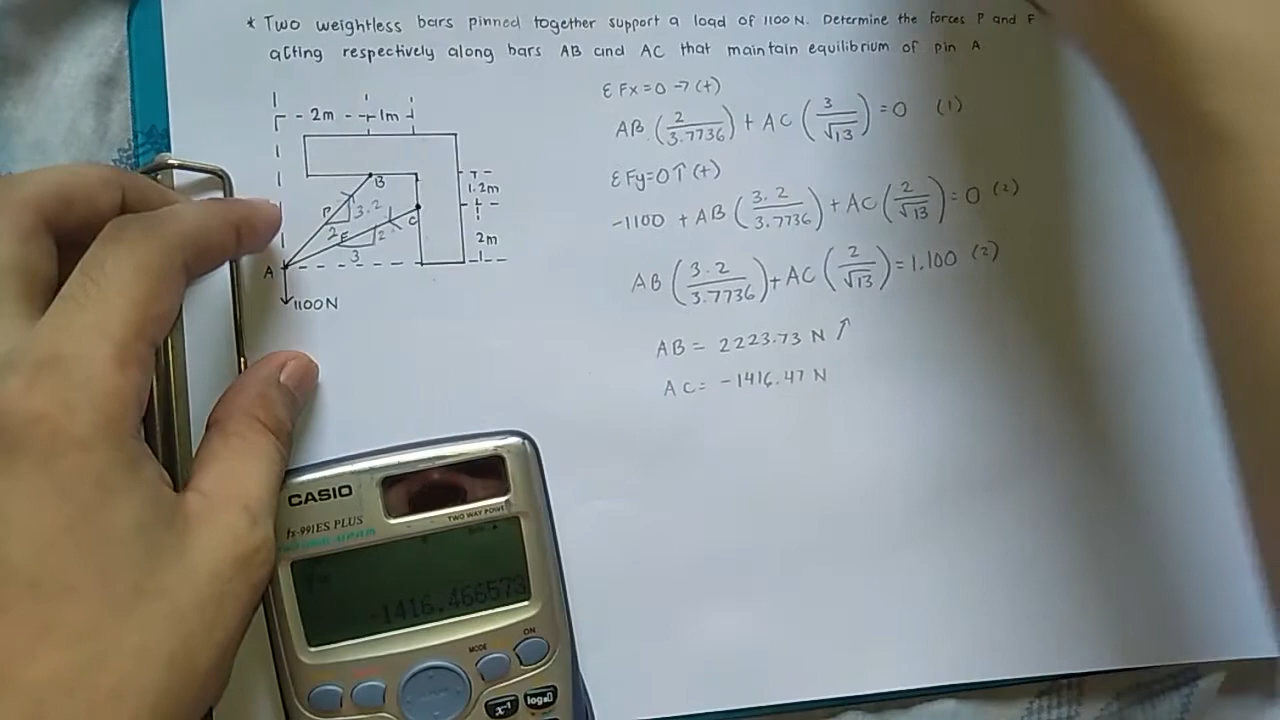 * Two weightless bars pinned together support a load of 1100 N. Determine the forces P and F
acting respectively along bars AB and AC that maintain equilibrium of pin A
2m 1m
B
P 3.2
2 F 2 C
3
A
1100N
1.2m
2m
ΣFx=0 → (+)
AB (2/3.7736) + AC (3/√13) = 0 (1)
ΣFy=0 ↑ (+)
-1100 + AB (3.2/3.7736) + AC (2/√13) = 0 (2)
AB (3.2/3.7736) + AC (2/√13) = 1,100 (2)
AB = 2223.73 N ↗
AC = -1416.47 N
CASIO
fx-991ES PLUS
TWO WAY POWER
-1416.466573
MODE
ON
x⁻¹